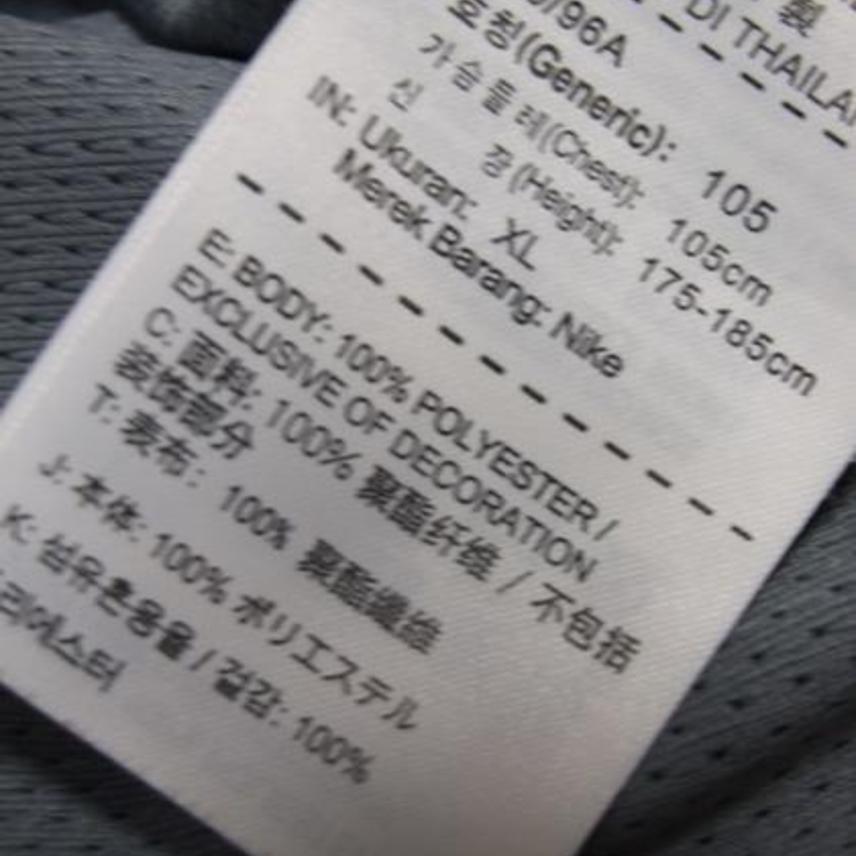 製
DI THAILA
/96A
호칭(Generic): 105
가슴둘레(Chest): 105cm
신 장(Height): 175-185cm
IN: Ukuran: XL
Merek Barang: Nike
E: BODY: 100% POLYESTER /
EXCLUSIVE OF DECORATION
C: 面料: 100% 聚酯纤维 / 不包括
装饰部分
T: 表布: 100% 聚酯纖維
J: 本体: 100% ポリエステル
K: 섬유혼용율 / 겉감: 100%
리에스터